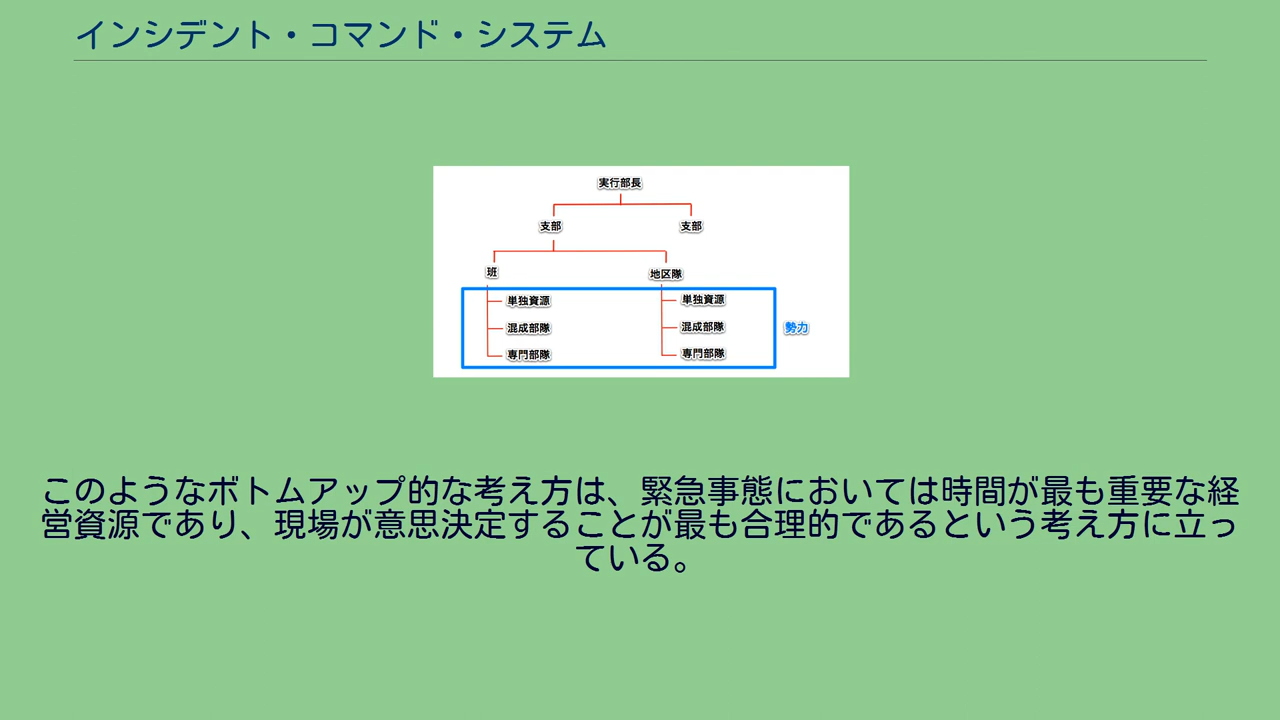 インシデント・コマンド・システム
実行部長
支部 支部
班 地区隊
単独資源 単独資源
混成部隊 混成部隊 勢力
専門部隊 専門部隊
このようなボトムアップ的な考え方は、緊急事態においては時間が最も重要な経
営資源であり、現場が意思決定することが最も合理的であるという考え方に立っ
ている。